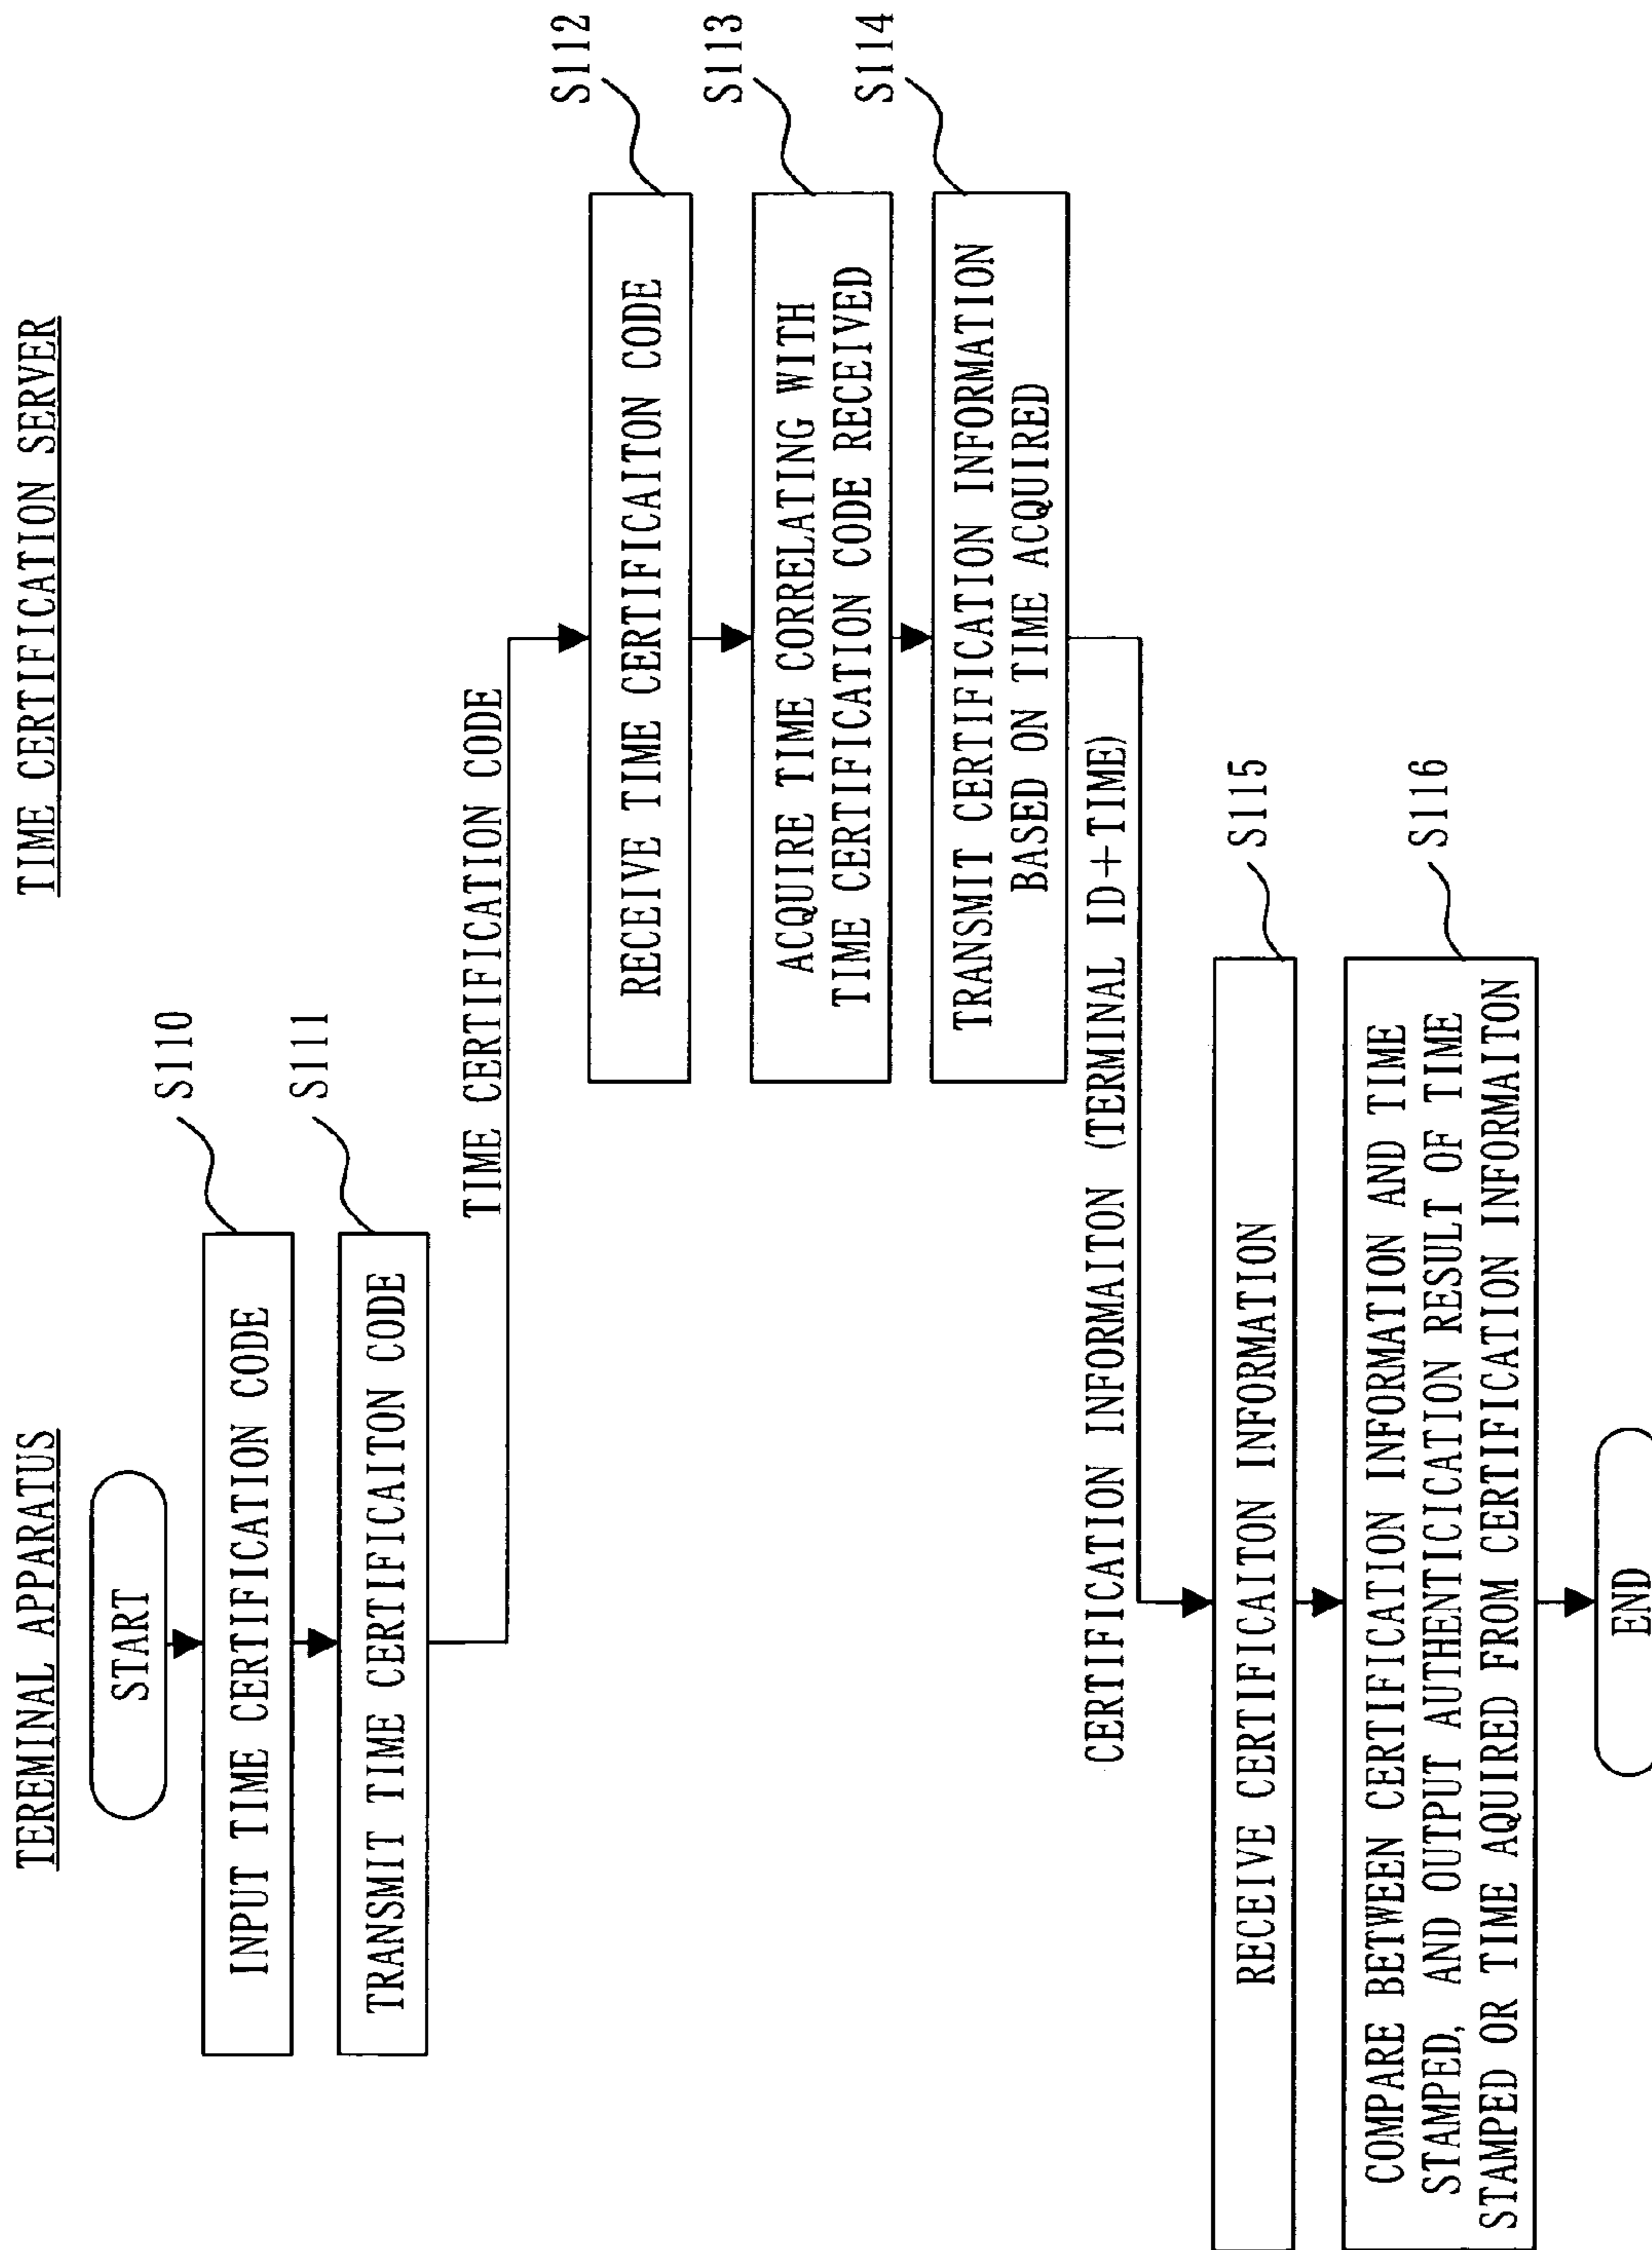 TEREMINAL APPARATUS
TIME CERTIFICATION SERVER
START
INPUT TIME CERTIFICATION CODE
S110
TRANSMIT TIME CERTIFICAITON CODE
S111
TIME CERTIFICATION CODE
RECEIVE TIME CERTIFICAITON CODE
S112
ACQUIRE TIME CORRELATING WITH
TIME CERTIFICATION CODE RECEIVED
S113
TRANSMIT CERTIFICATION INFORMATION
BASED ON TIME ACQUIRED
S114
CERTIFICATION INFORMAITON (TERMINAL ID+TIME)
RECEIVE CERTIFICAITON INFORMATION
S115
COMPARE BETWEEN CERTIFICATION INFORMATION AND TIME
STAMPED, AND OUTPUT AUTHENTICICATION RESULT OF TIME
STAMPED OR TIME AQUIRED FROM CERTIFICATION INFORMAITON
S116
END